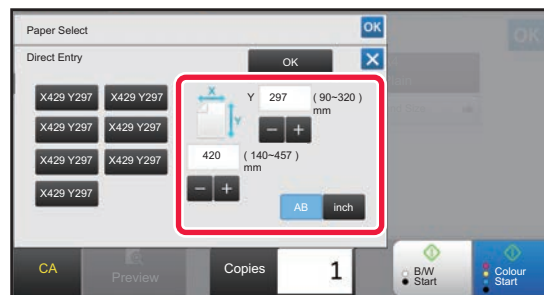 Paper Select OK
OK
Direct Entry OK
X429 Y297 X429 Y297
X429 Y297 X429 Y297
X429 Y297 X429 Y297
X429 Y297
X
Y
Y 297 (90~320)
mm
420 (140~457)
mm
AB inch
CA
Preview
Copies 1
B/W
Start
Colour
Start